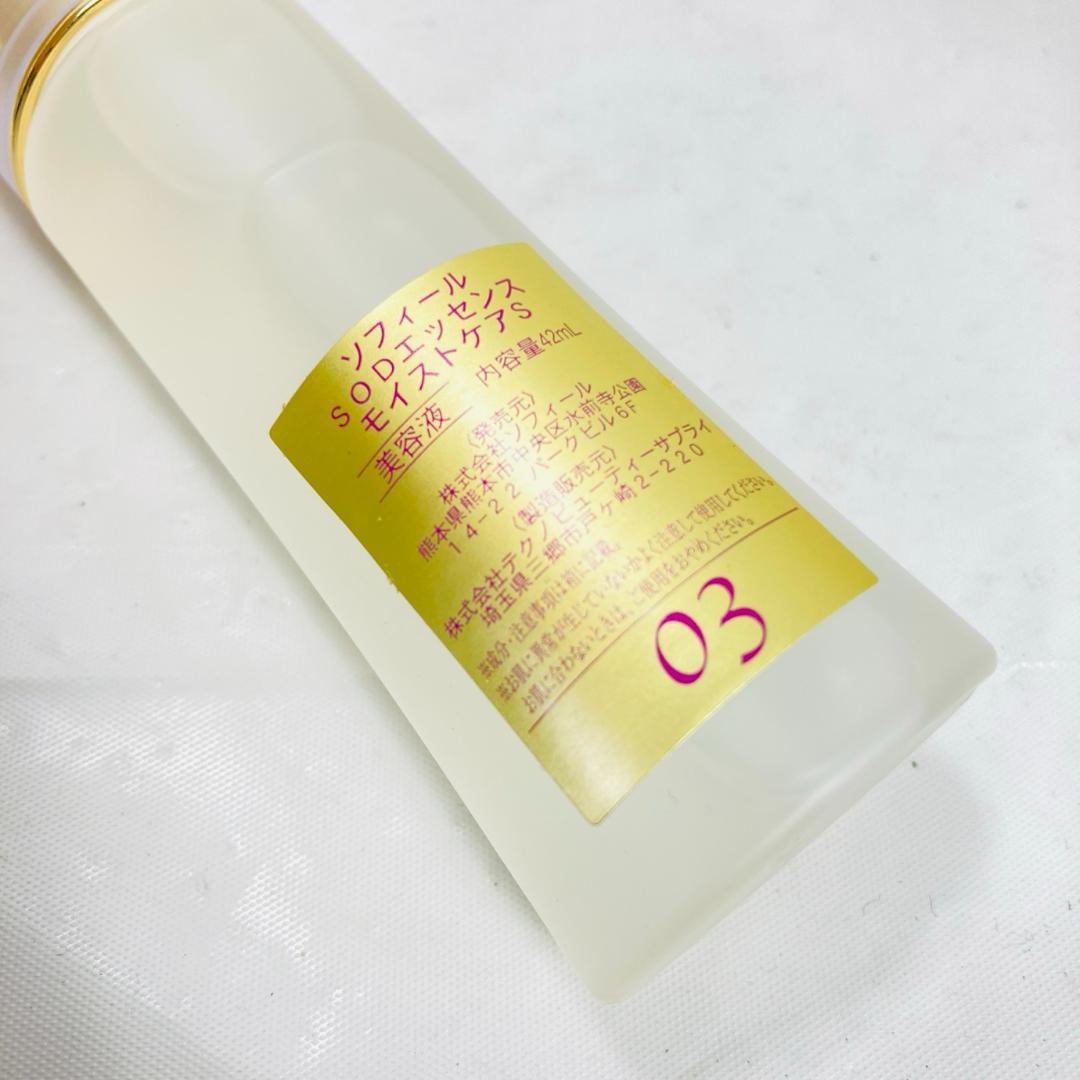 ソフィール
SODエッセンス
モイストケアS
美容液 内容量42mL
〈発売元〉
株式会社ソフィール
熊本県熊本市中央区水前寺公園
14-22 パークビル6F
〈製造販売元〉
株式会社テクノビューティーサプライ
埼玉県三郷市戸ヶ崎2-220
※成分・注意事項は箱に記載。
※お肌に異常が生じていないかよく注意して使用してください。
お肌に合わないときは、ご使用をおやめください。
03